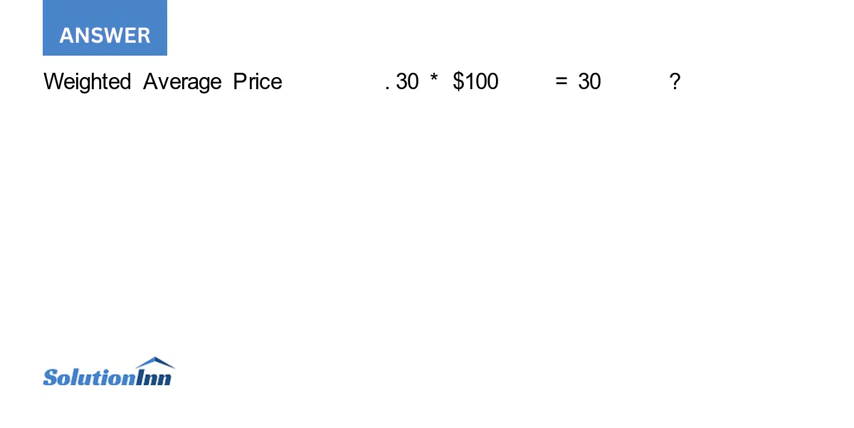 ANSWER
Weighted Average Price .30 * $100 = 30 ?
SolutionInn